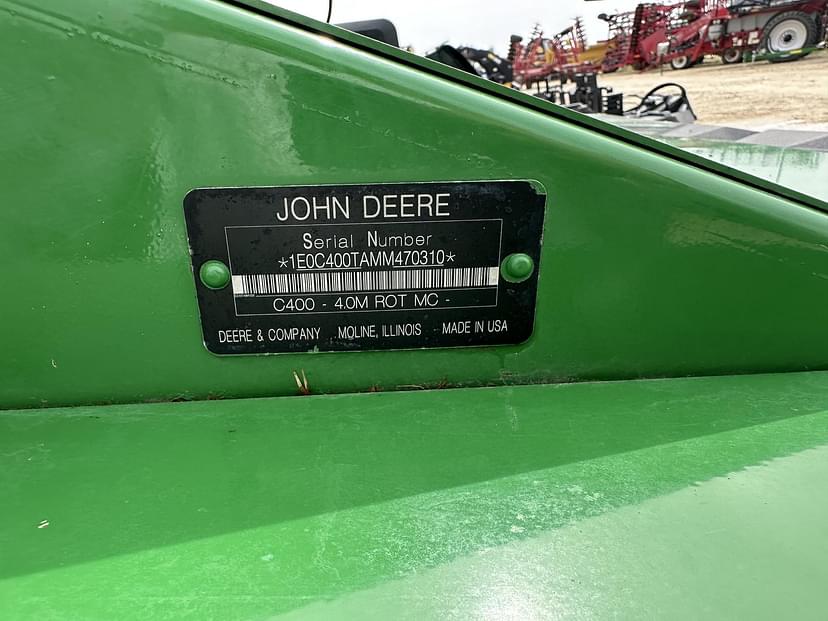 JOHN DEERE
Serial Number
*1E0C400TAMM470310*
C400 - 4.0M ROT MC -
DEERE & COMPANY MOLINE, ILLINOIS MADE IN USA